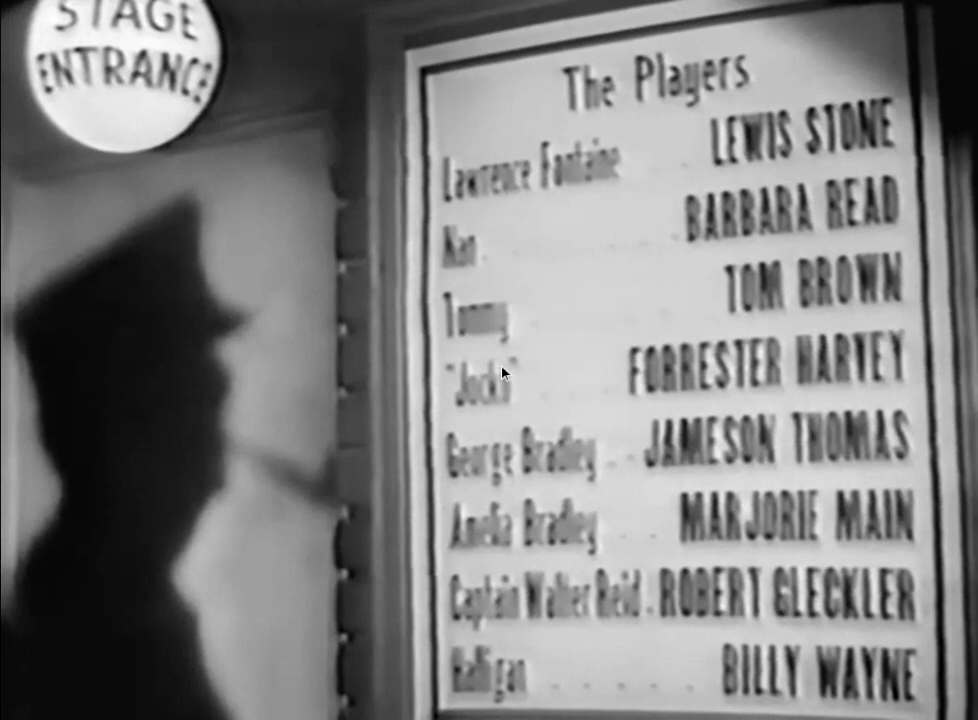 STAGE
ENTRANCE
The Players
Lawrence Fontaine LEWIS STONE
Nan BARBARA READ
Tommy TOM BROWN
"Jocko" FORRESTER HARVEY
George Bradley JAMESON THOMAS
Amelia Bradley MARJORIE MAIN
Captain Walter Reid ROBERT GLECKLER
Halligan BILLY WAYNE